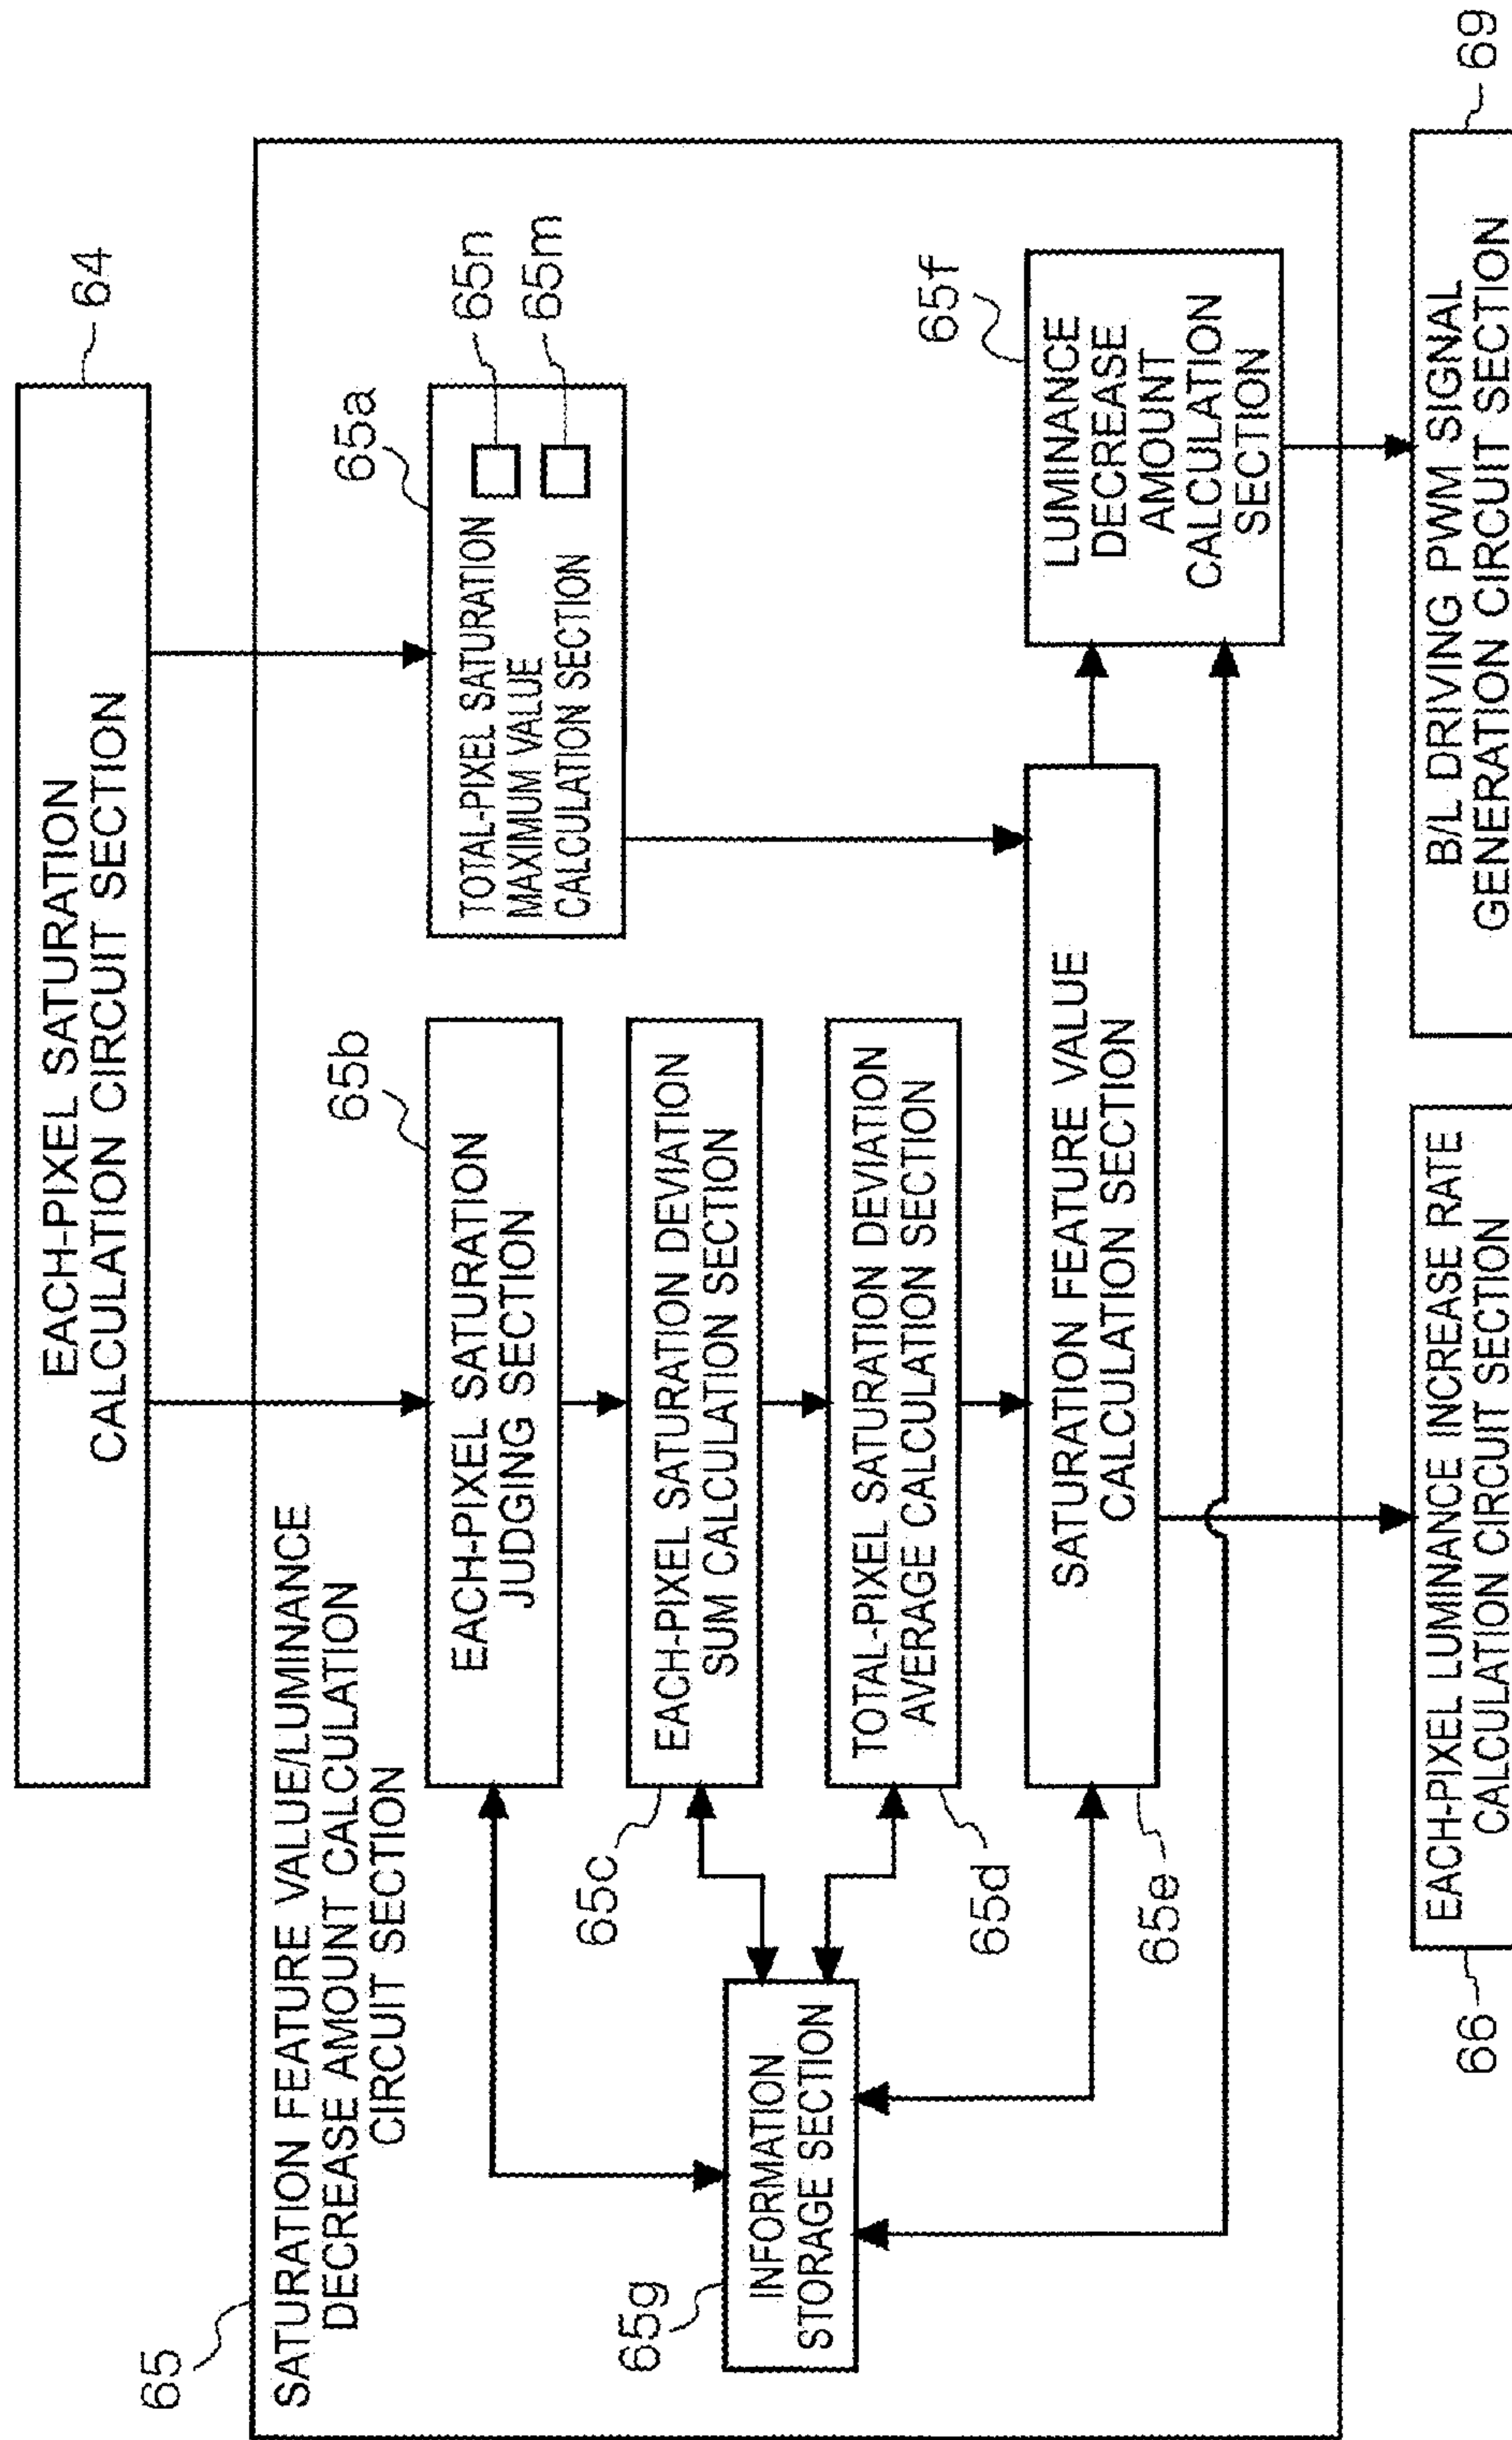 EACH-PIXEL SATURATION
CALCULATION CIRCUIT SECTION
64
65
SATURATION FEATURE VALUE/LUMINANCE
DECREASE AMOUNT CALCULATION
CIRCUIT SECTION
65b
EACH-PIXEL SATURATION
JUDGING SECTION
65a
TOTAL-PIXEL SATURATION
MAXIMUM VALUE
CALCULATION SECTION
65n
65m
65c
EACH-PIXEL SATURATION DEVIATION
SUM CALCULATION SECTION
65g
INFORMATION
STORAGE SECTION
65d
TOTAL-PIXEL SATURATION DEVIATION
AVERAGE CALCULATION SECTION
65e
SATURATION FEATURE VALUE
CALCULATION SECTION
65f
LUMINANCE
DECREASE
AMOUNT
CALCULATION
SECTION
66
EACH-PIXEL LUMINANCE INCREASE RATE
CALCULATION CIRCUIT SECTION
B/L DRIVING PWM SIGNAL
GENERATION CIRCUIT SECTION
69